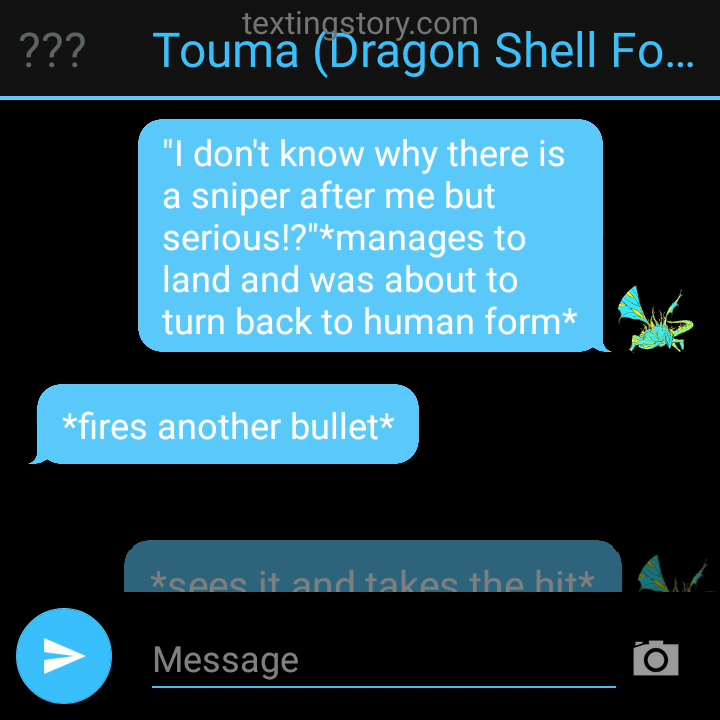 textingstory.com
??? Touma (Dragon Shell Fo...
"I don't know why there is
a sniper after me but
serious!?"*manages to
land and was about to
turn back to human form*
*fires another bullet*
*sees it and takes the hit*
Message